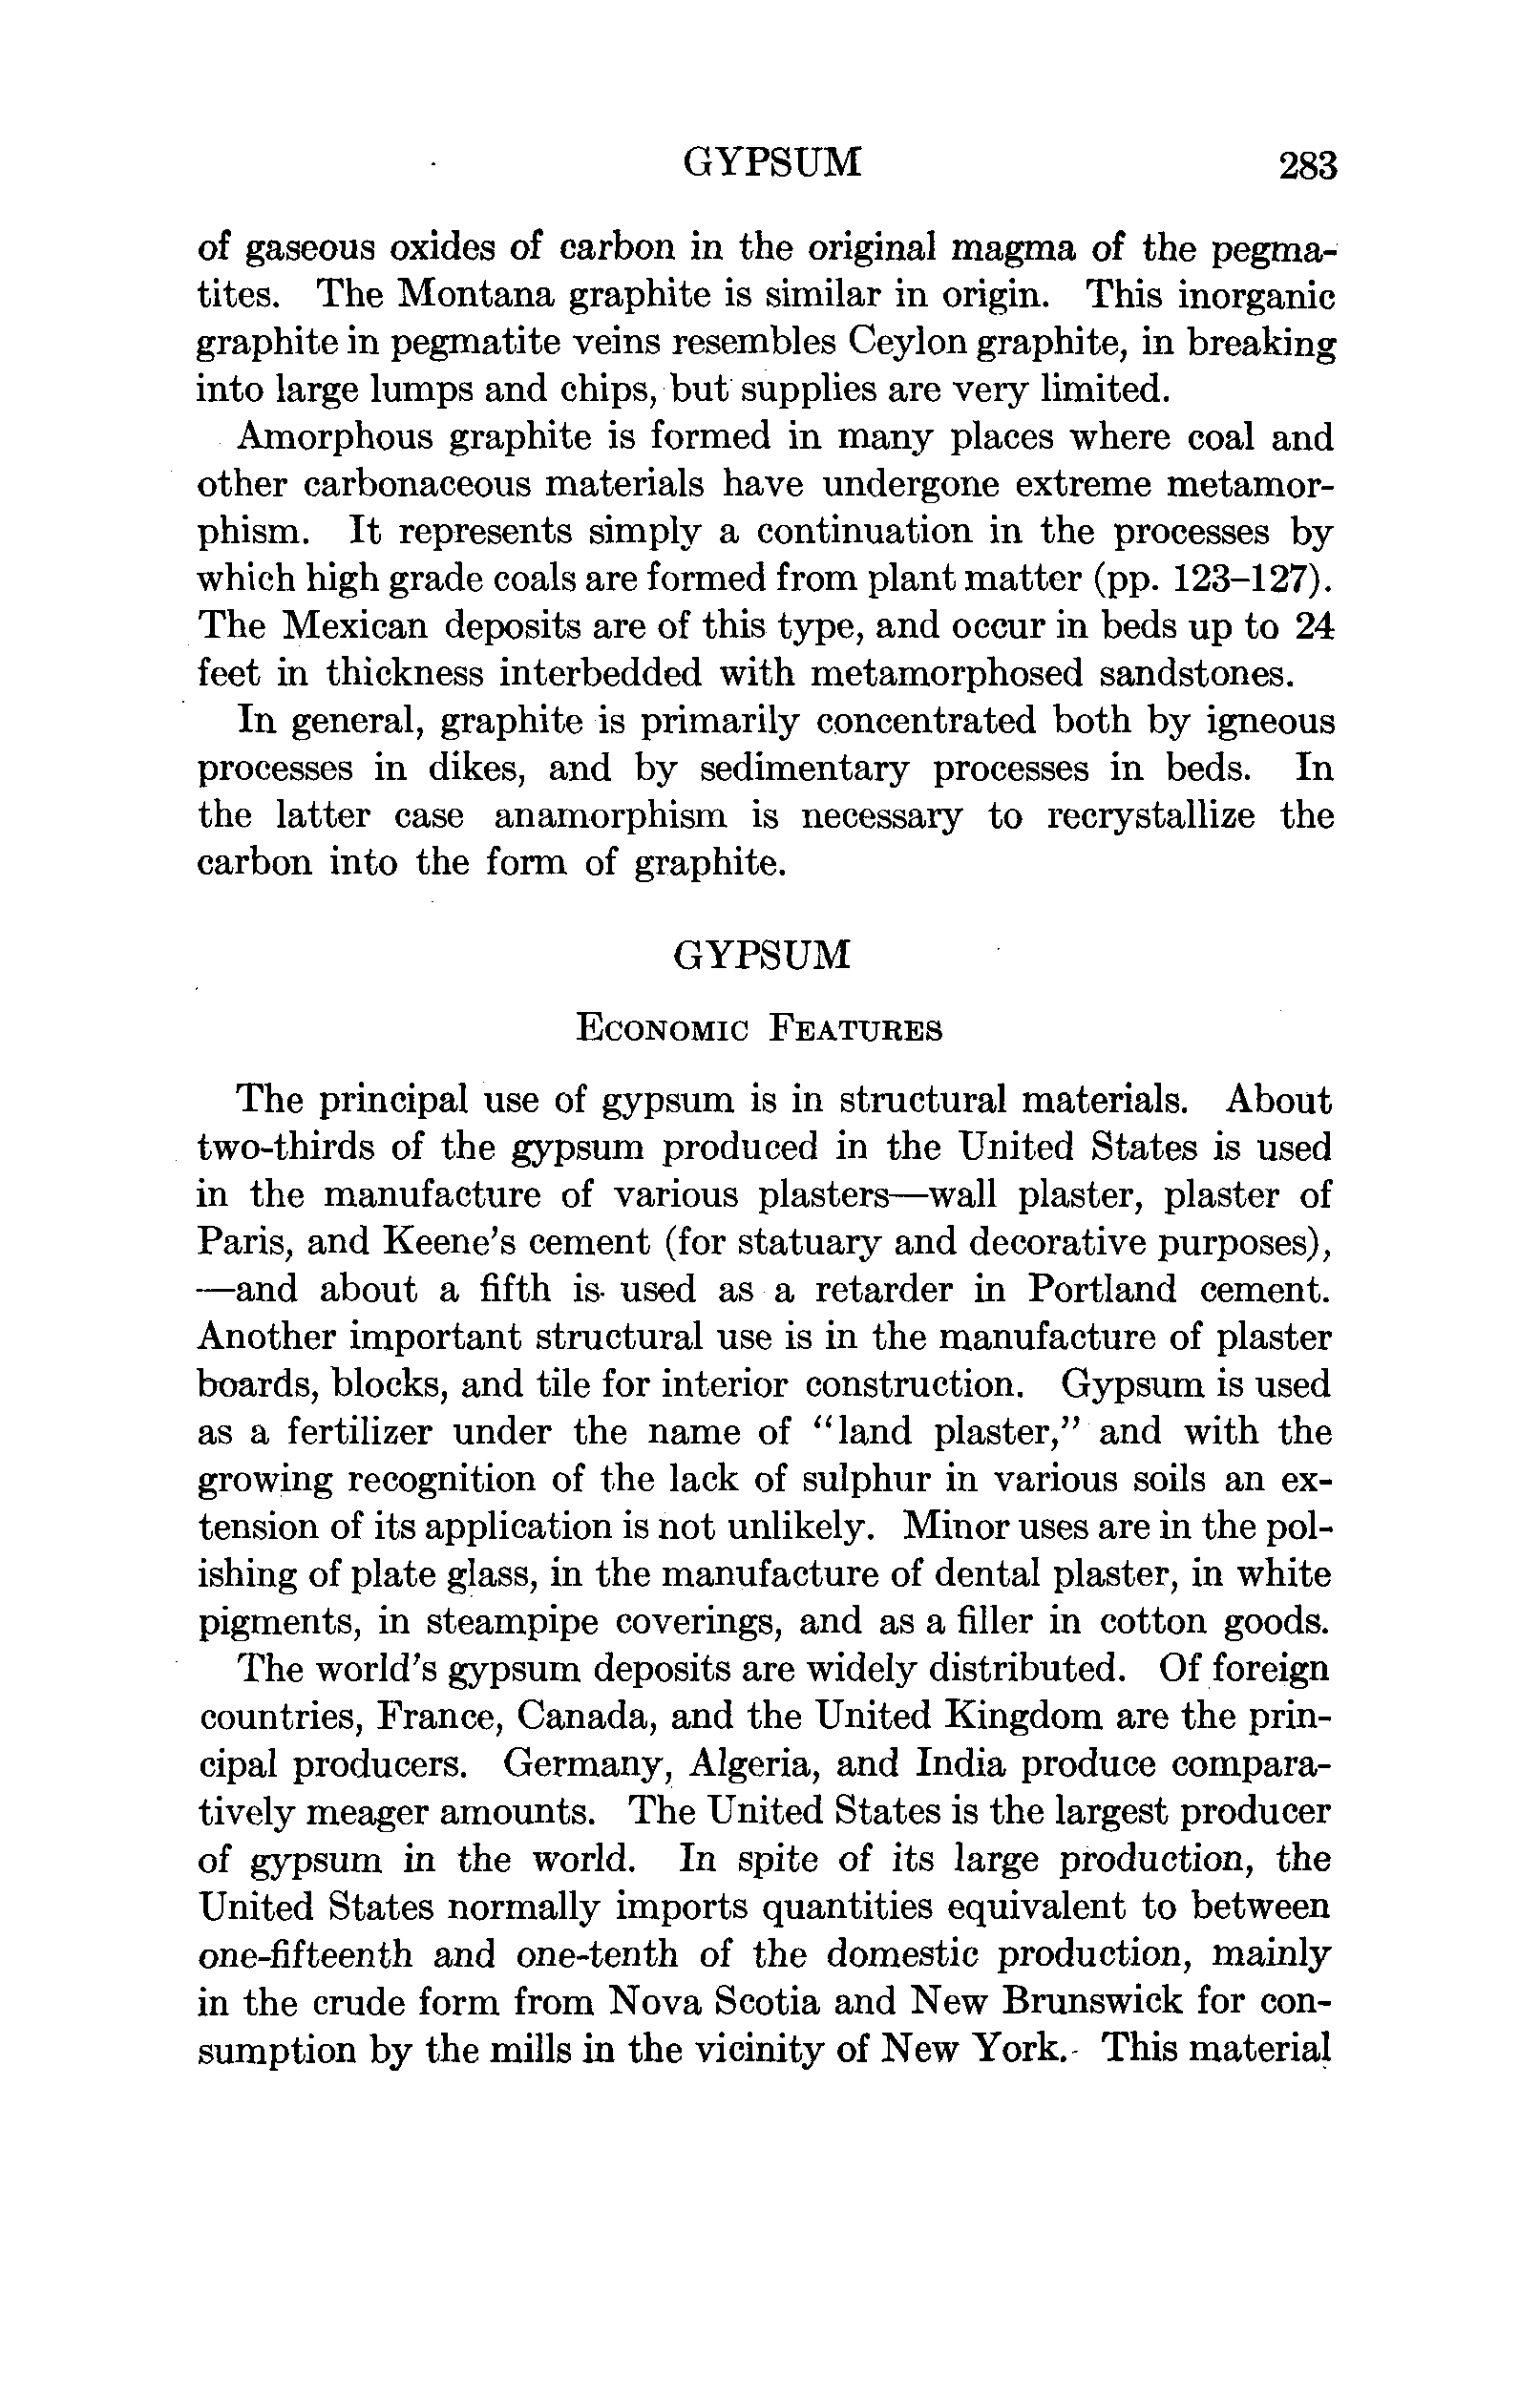 GYPSUM 283
of gaseous oxides of carbon in the original magma of the pegma-
tites. The Montana graphite is similar in origin. This inorganic
graphite in pegmatite veins resembles Ceylon graphite, in breaking
into large lumps and chips, but supplies are very limited.
Amorphous graphite is formed in many places where coal and
other carbonaceous materials have undergone extreme metamor-
phism. It represents simply a continuation in the processes by
which high grade coals are formed from plant matter (pp. 123–127).
The Mexican deposits are of this type, and occur in beds up to 24
feet in thickness interbedded with metamorphosed sandstones.
In general, graphite is primarily concentrated both by igneous
processes in dikes, and by sedimentary processes in beds. In
the latter case anamorphism is necessary to recrystallize the
carbon into the form of graphite.
GYPSUM
Economic Features
The principal use of gypsum is in structural materials. About
two-thirds of the gypsum produced in the United States is used
in the manufacture of various plasters—wall plaster, plaster of
Paris, and Keene's cement (for statuary and decorative purposes),
—and about a fifth is used as a retarder in Portland cement.
Another important structural use is in the manufacture of plaster
boards, blocks, and tile for interior construction. Gypsum is used
as a fertilizer under the name of "land plaster," and with the
growing recognition of the lack of sulphur in various soils an ex-
tension of its application is not unlikely. Minor uses are in the pol-
ishing of plate glass, in the manufacture of dental plaster, in white
pigments, in steampipe coverings, and as a filler in cotton goods.
The world's gypsum deposits are widely distributed. Of foreign
countries, France, Canada, and the United Kingdom are the prin-
cipal producers. Germany, Algeria, and India produce compara-
tively meager amounts. The United States is the largest producer
of gypsum in the world. In spite of its large production, the
United States normally imports quantities equivalent to between
one-fifteenth and one-tenth of the domestic production, mainly
in the crude form from Nova Scotia and New Brunswick for con-
sumption by the mills in the vicinity of New York. This material